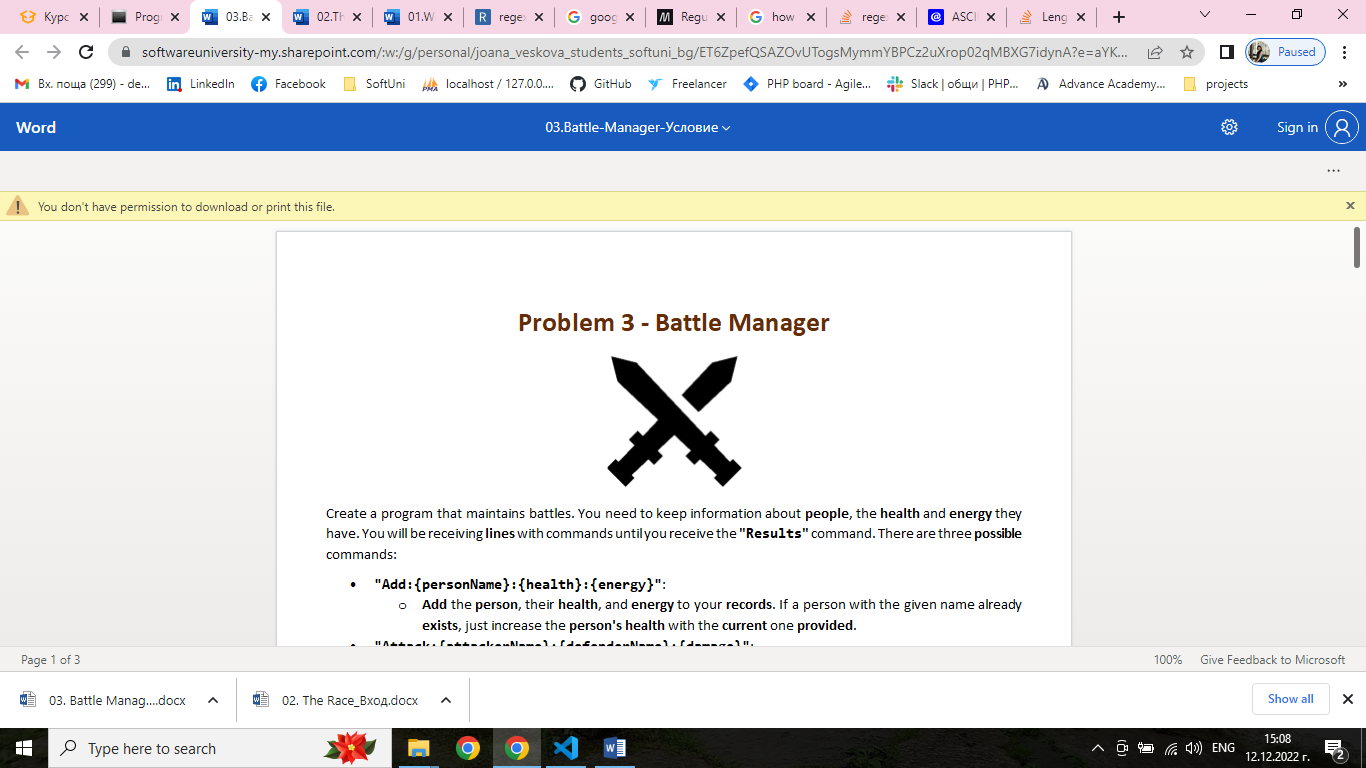 Курс
Prog
03.Ba
02.Th
01.W
regex
goog
Regu
how
regex
ASCI
Leng
softwareuniversity-my.sharepoint.com/:w:/g/personal/joana_veskova_students_softuni_bg/ET6ZpefQSAZOvUTogsMymmYBPCz2uXrop02qMBXG7idynA?e=aYK...
Paused
Вх. поща (299) - de...
LinkedIn
Facebook
SoftUni
localhost / 127.0.0....
GitHub
Freelancer
PHP board - Agile...
Slack | общи | PHP...
Advance Academy...
projects
»
Word
03.Battle-Manager-Условие
Sign in
You don't have permission to download or print this file.
Problem 3 - Battle Manager
Create a program that maintains battles. You need to keep information about people, the health and energy they
have. You will be receiving lines with commands until you receive the "Results" command. There are three possible
commands:
• "Add:{personName}:{health}:{energy}":
o Add the person, their health, and energy to your records. If a person with the given name already
exists, just increase the person's health with the current one provided.
• "Attack:{attackerName}:{defenderName}:{damage}":
Page 1 of 3
100%
Give Feedback to Microsoft
03. Battle Manag....docx
02. The Race_Вход.docx
Show all
Type here to search
ENG
15:08
12.12.2022 г.
2